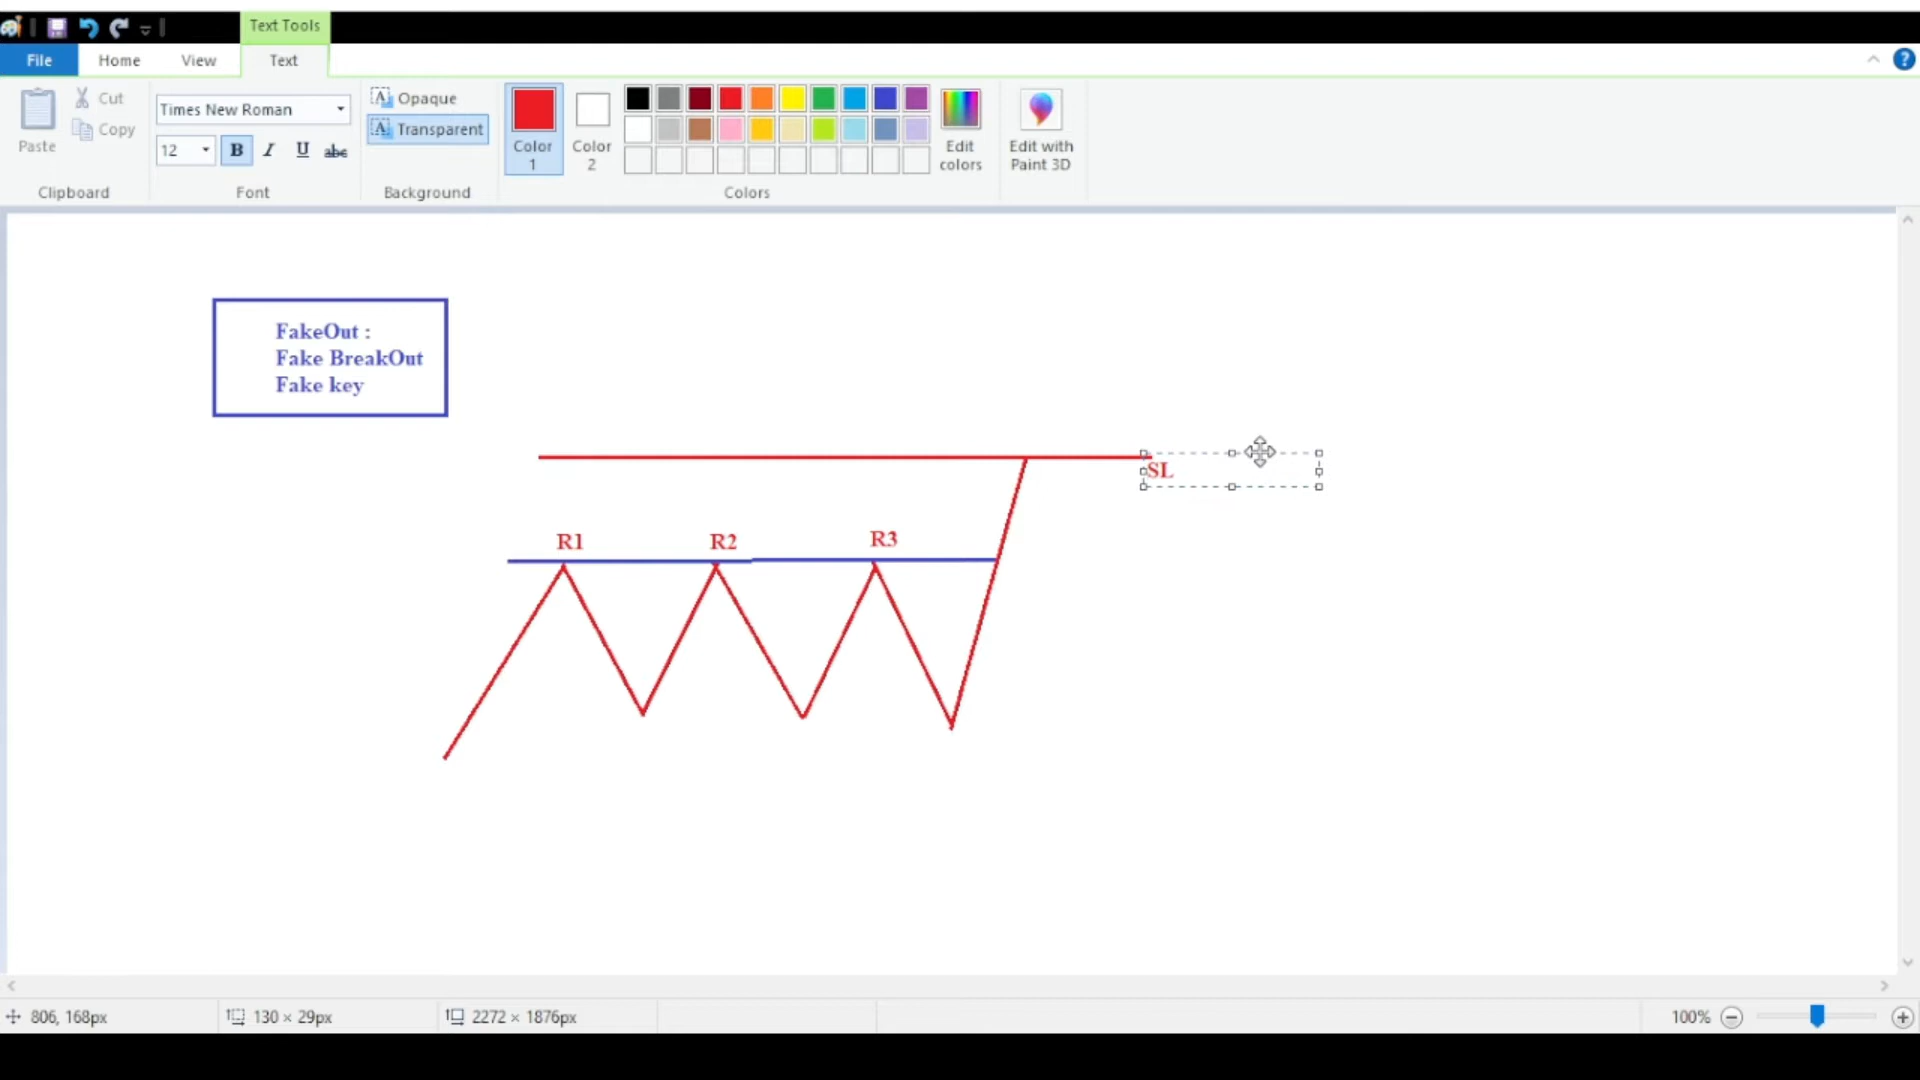 Text Tools
File Home View Text
Paste
Cut
Copy
Clipboard
Times New Roman
12 B I U abc
Font
Opaque
Transparent
Background
Color 1
Color 2
Colors
Edit colors
Edit with Paint 3D
FakeOut :
Fake BreakOut
Fake key
SL
R1 R2 R3
806, 168px 130 × 29px 2272 × 1876px 100%